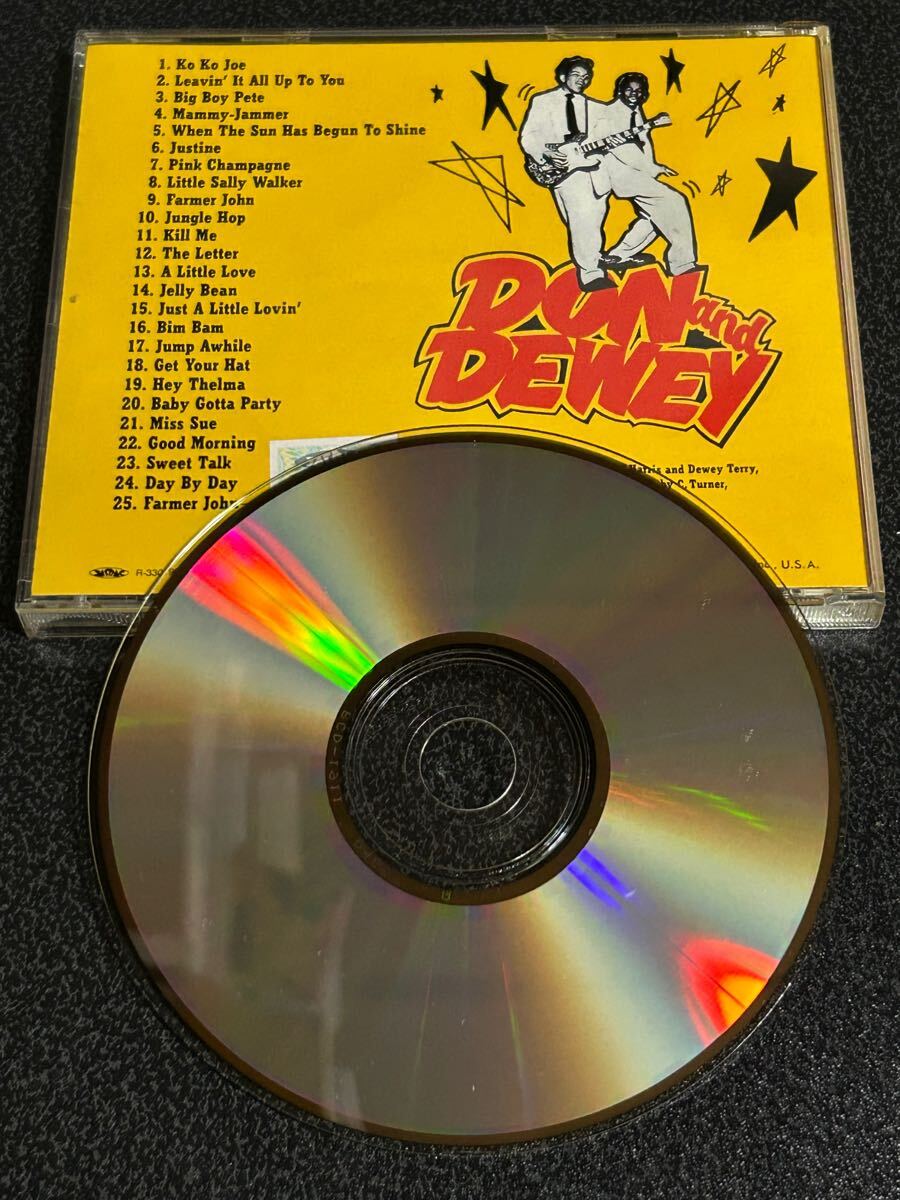 1. Ko Ko Joe
2. Leavin' It All Up To You
3. Big Boy Pete
4. Mammy-Jammer
5. When The Sun Has Begun To Shine
6. Justine
7. Pink Champagne
8. Little Sally Walker
9. Farmer John
10. Jungle Hop
11. Kill Me
12. The Letter
13. A Little Love
14. Jelly Bean
15. Just A Little Lovin'
16. Bim Bam
17. Jump Awhile
18. Get Your Hat
19. Hey Thelma
20. Baby Gotta Party
21. Miss Sue
22. Good Morning
23. Sweet Talk
24. Day By Day
25. Farmer John
DON and
DEWEY
Harris and Dewey Terry,
by C. Turner,
U.S.A.